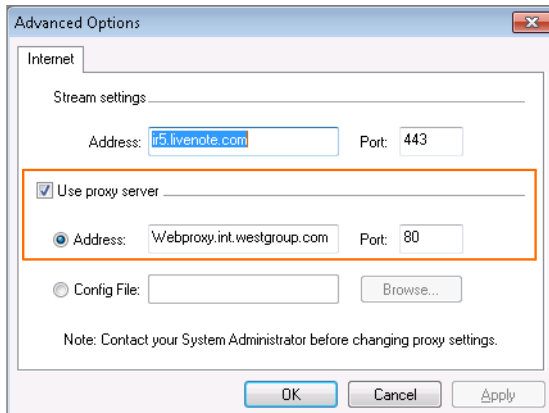 Advanced Options
Internet
Stream settings
Address: ir5.livenote.com Port: 443
Use proxy server
Address: Webproxy.int.westgroup.com Port: 80
Config File: Browse...
Note: Contact your System Administrator before changing proxy settings.
OK Cancel Apply